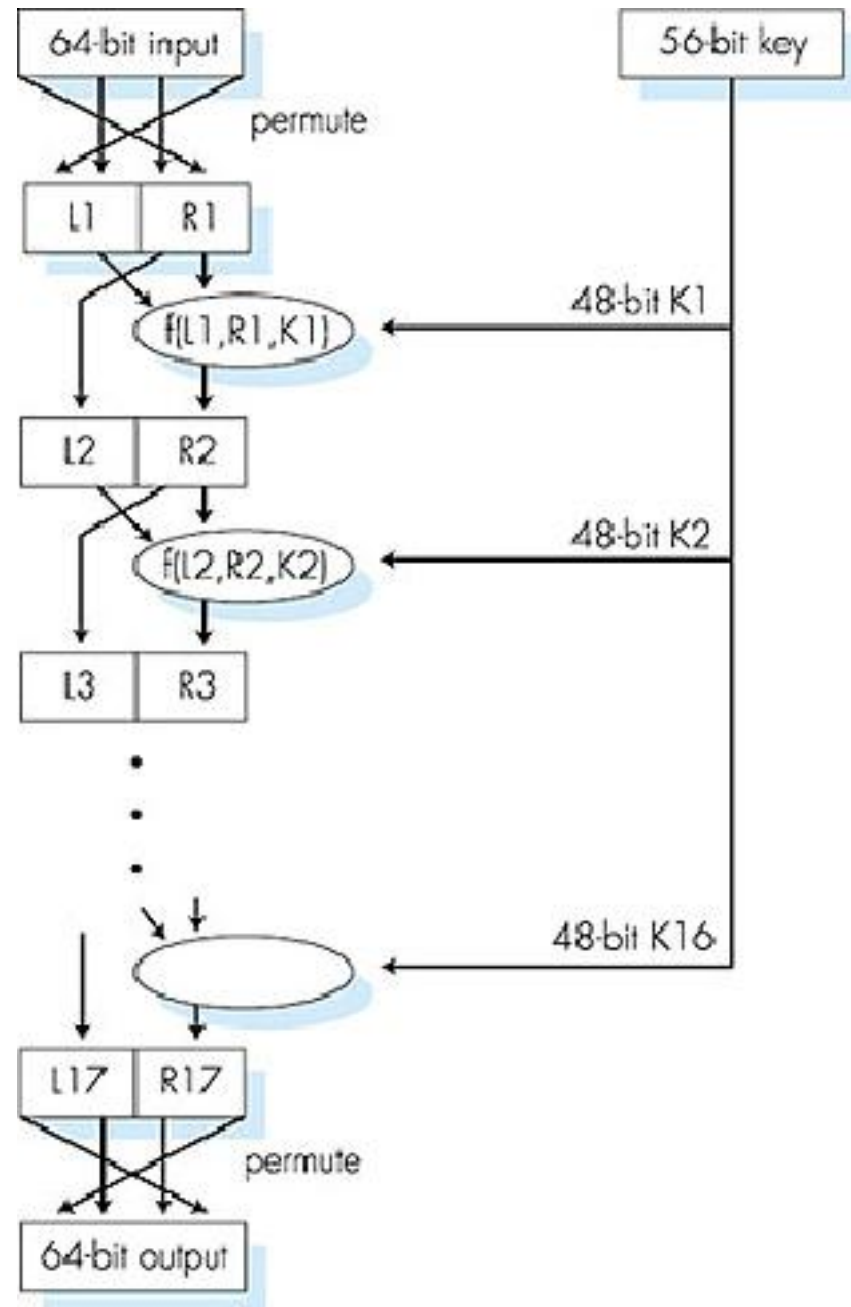 64-bit input
56-bit key
permute
L1 R1
48-bit K1
f(L1,R1,K1)
L2 R2
48-bit K2
f(L2,R2,K2)
L3 R3
48-bit K16
L17 R17
permute
64-bit output